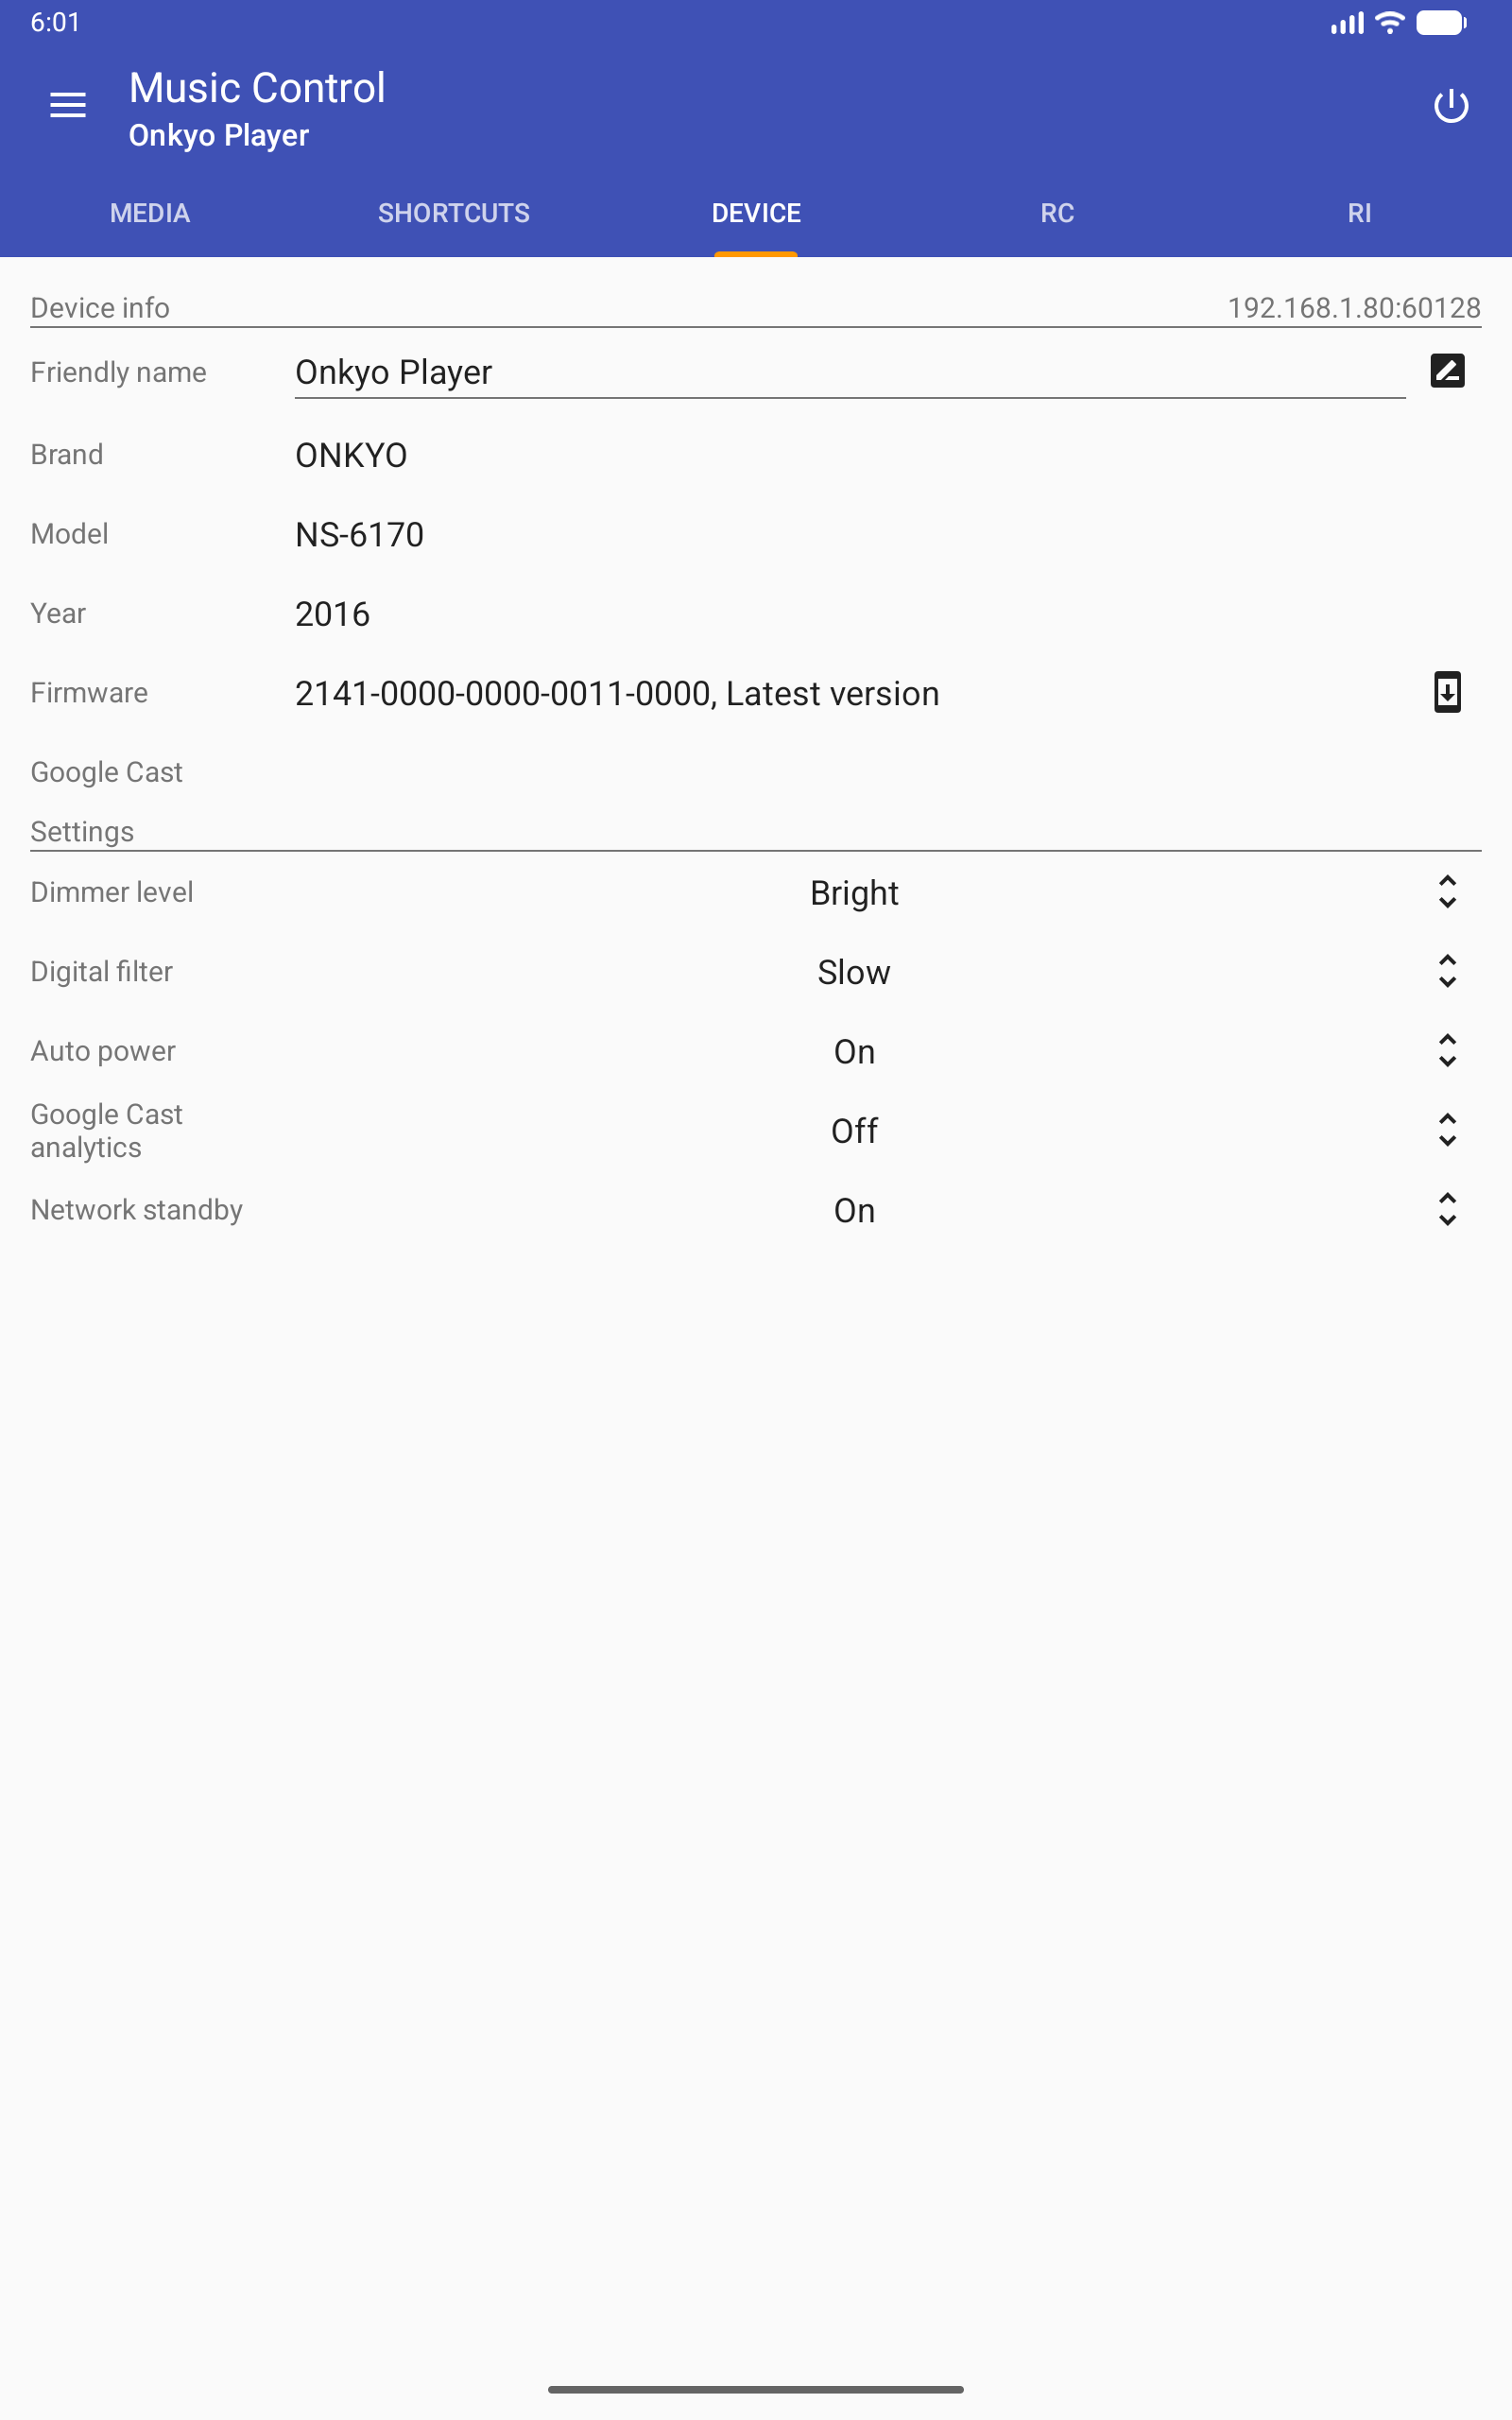 6:01
Music Control
Onkyo Player
MEDIA SHORTCUTS DEVICE RC RI
Device info 192.168.1.80:60128
Friendly name Onkyo Player
Brand ONKYO
Model NS-6170
Year 2016
Firmware 2141-0000-0000-0011-0000, Latest version
Google Cast
Settings
Dimmer level Bright
Digital filter Slow
Auto power On
Google Cast
analytics Off
Network standby On